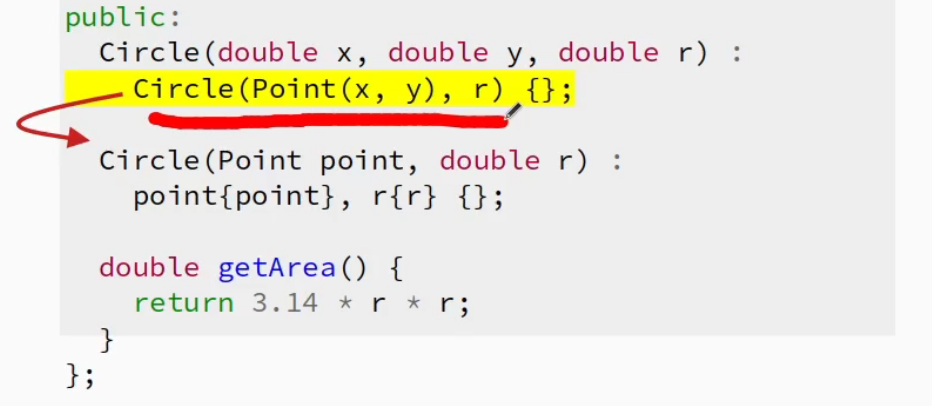 public:
Circle(double x, double y, double r) :
Circle(Point(x, y), r) {};
Circle(Point point, double r) :
point{point}, r{r} {};
double getArea() {
return 3.14 * r * r;
}
};